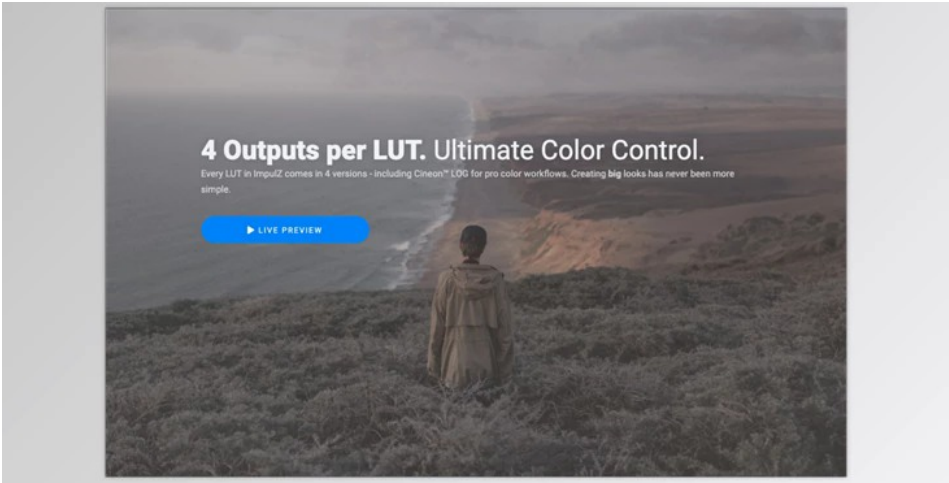 4 Outputs per LUT. Ultimate Color Control.
Every LUT in ImpulZ comes in 4 versions - including Cineon™ LOG for pro color workflows. Creating big looks has never been more
simple.
LIVE PREVIEW